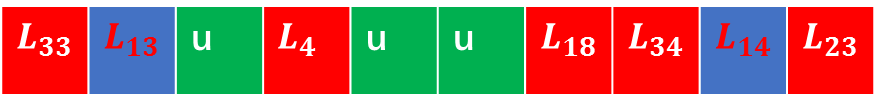 L₃₃ L₁₃ u L₄ u u L₁₈ L₃₄ L₁₄ L₂₃